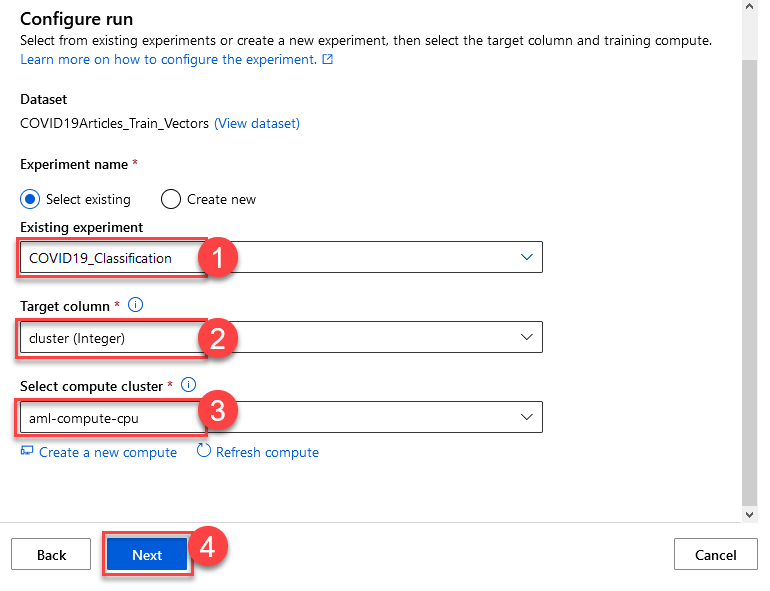 Configure run
Select from existing experiments or create a new experiment, then select the target column and training compute.
Learn more on how to configure the experiment.
Dataset
COVID19Articles_Train_Vectors (View dataset)
Experiment name *
Select existing Create new
Existing experiment
COVID19_Classification 1
Target column *
cluster (Integer) 2
Select compute cluster *
aml-compute-cpu 3
Create a new compute Refresh compute
Back Next 4 Cancel